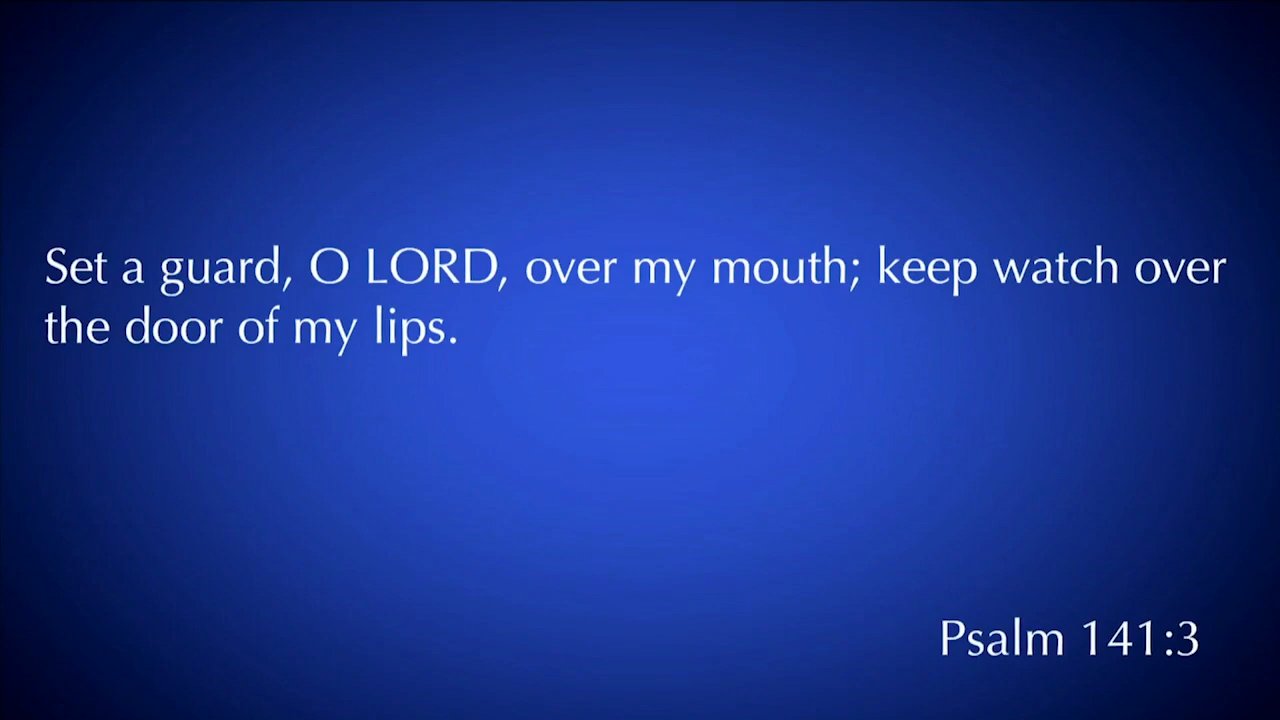 Set a guard, O LORD, over my mouth; keep watch over
the door of my lips.
Psalm 141:3